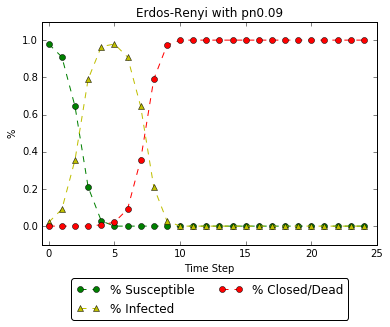 Erdos-Renyi with pn0.09
1.0
0.8
0.6
0.4
0.2
0.0
%
0 5 10 15 20 25
Time Step
% Susceptible % Closed/Dead
% Infected